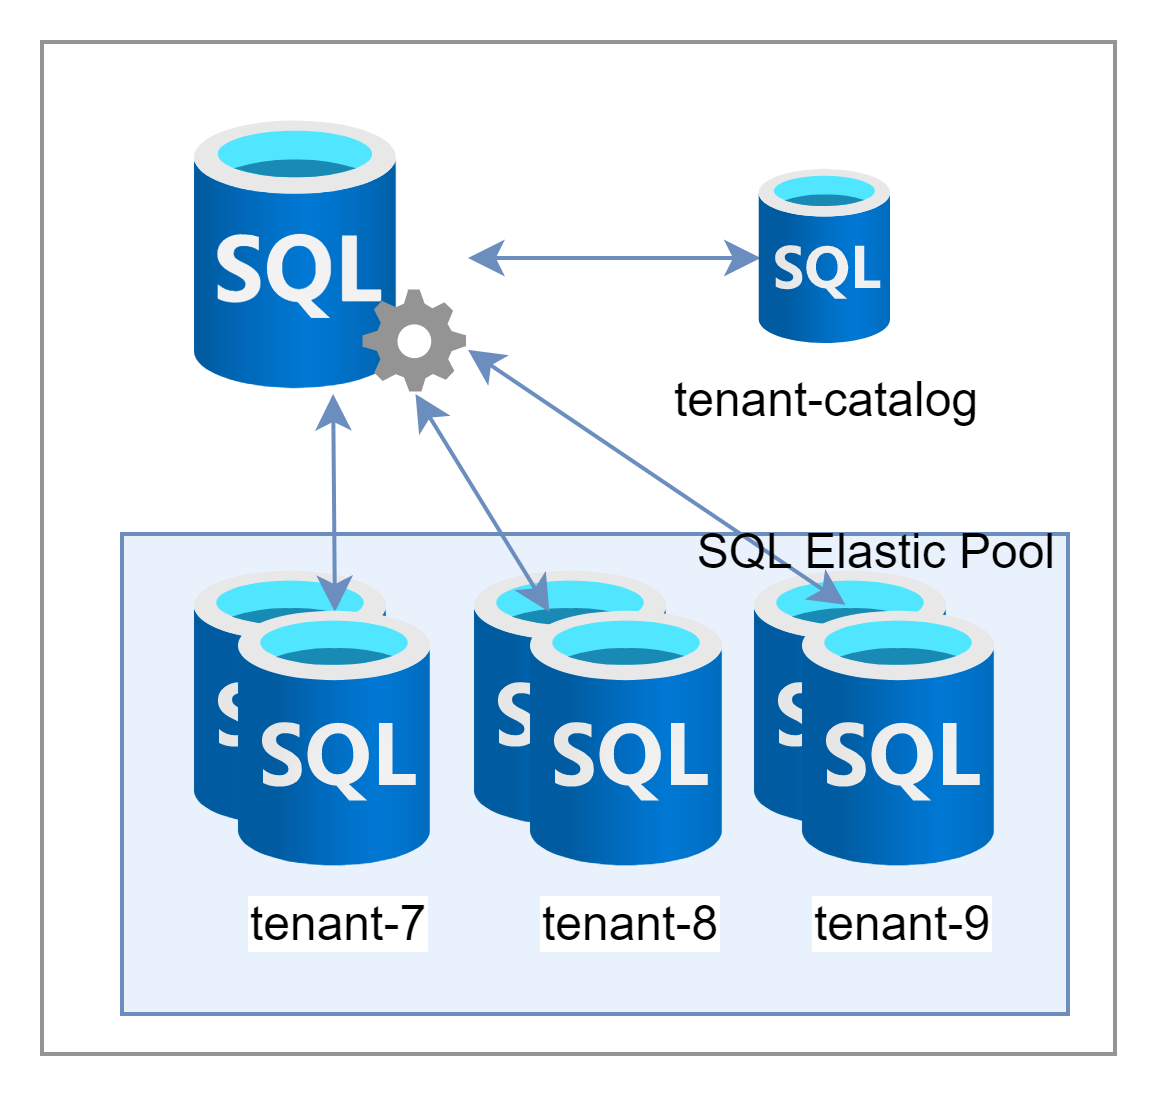 SQL
SQL
tenant-catalog
SQL Elastic Pool
S
SQL
S
SQL
S
SQL
tenant-7
tenant-8
tenant-9